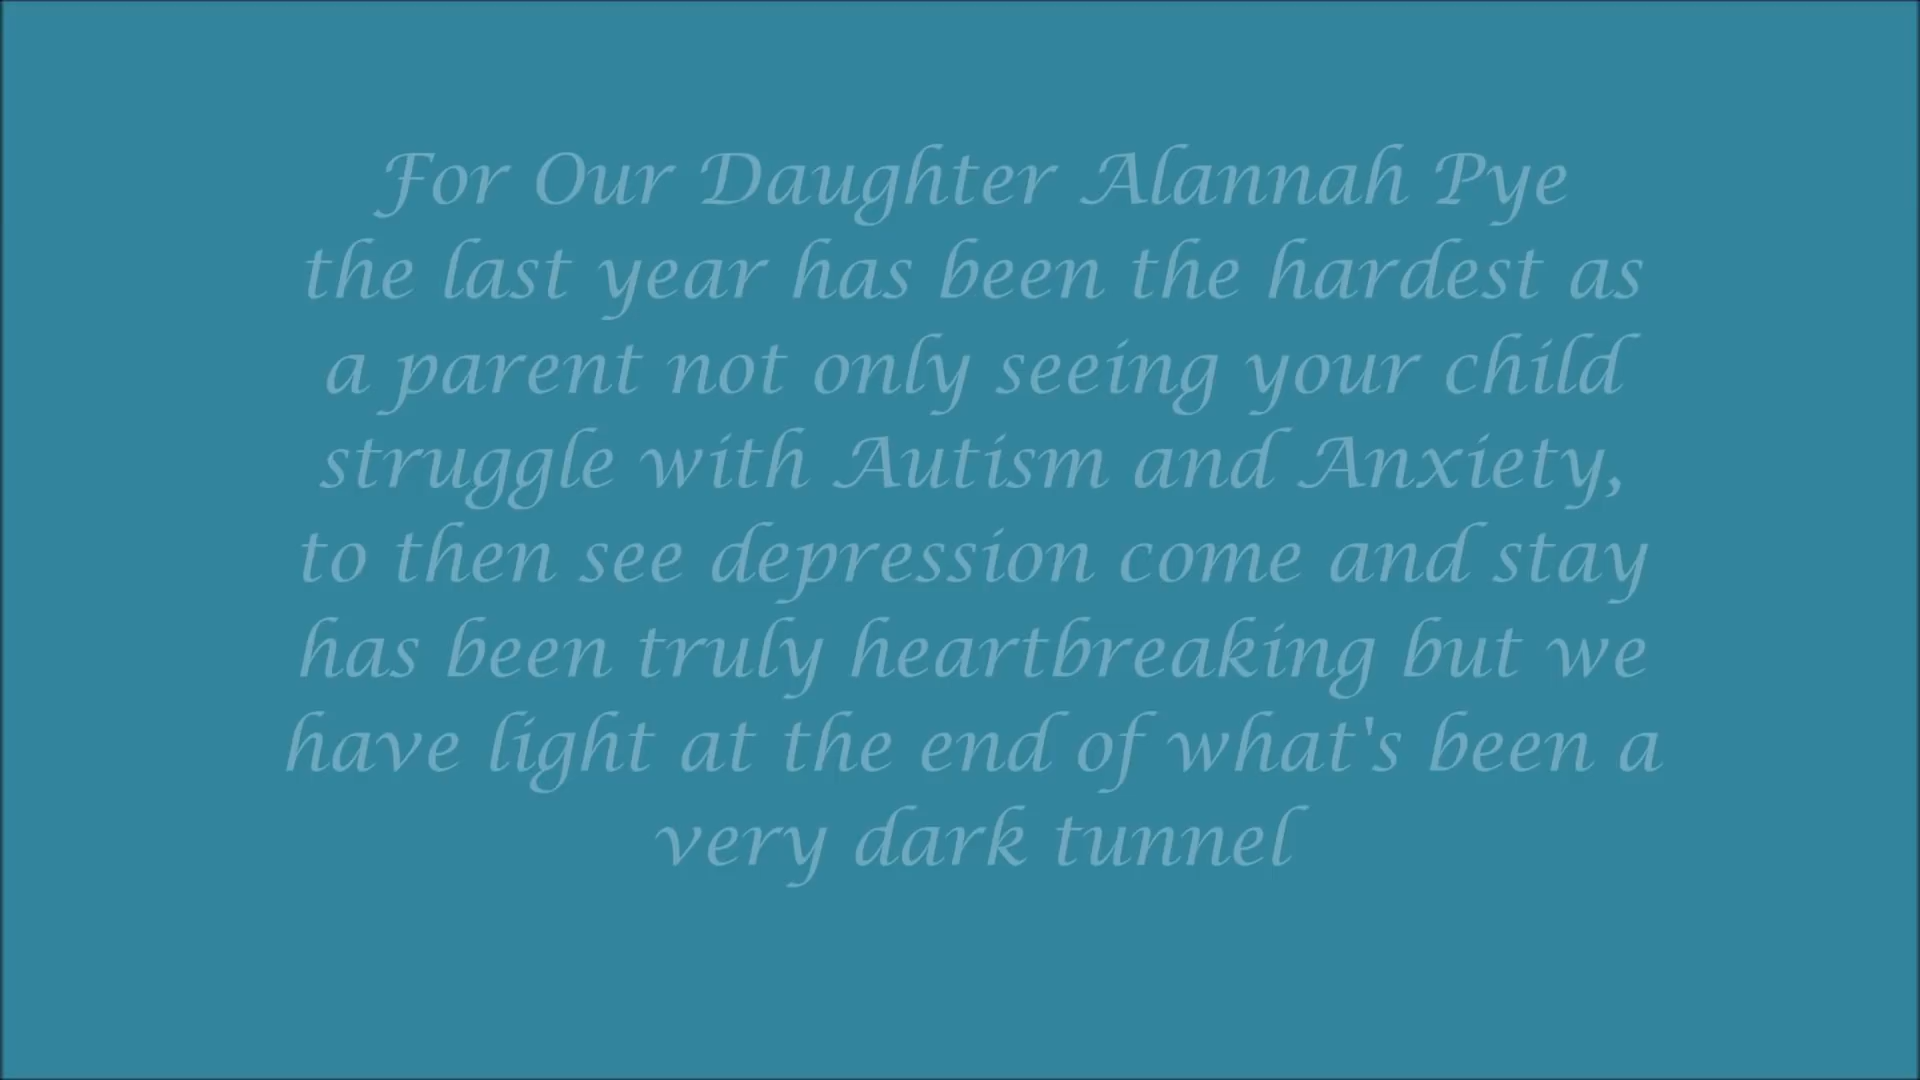 For Our Daughter Alannah Pye
the last year has been the hardest as
a parent not only seeing your child
struggle with Autism and Anxiety,
to then see depression come and stay
has been truly heartbreaking but we
have light at the end of what's been a
very dark tunnel